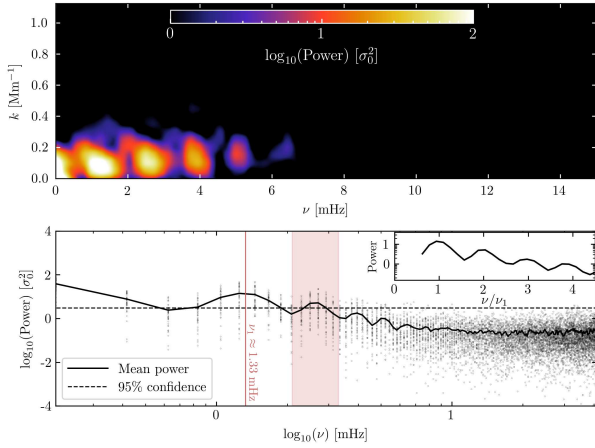 1.0
0.8
0.6
0.4
0.2
0.0
k [Mm⁻¹]
0 1 2
log₁₀(Power) [σ₀²]
0 2 4 6 8 10 12 14
ν [mHz]
4
2
0
-2
-4
log₁₀(Power) [σ₀²]
ν₁ ≈ 1.33 mHz
Mean power
95% confidence
Power
1
0
0 1 2 3 4
ν/ν₁
0 1
log₁₀(ν) [mHz]